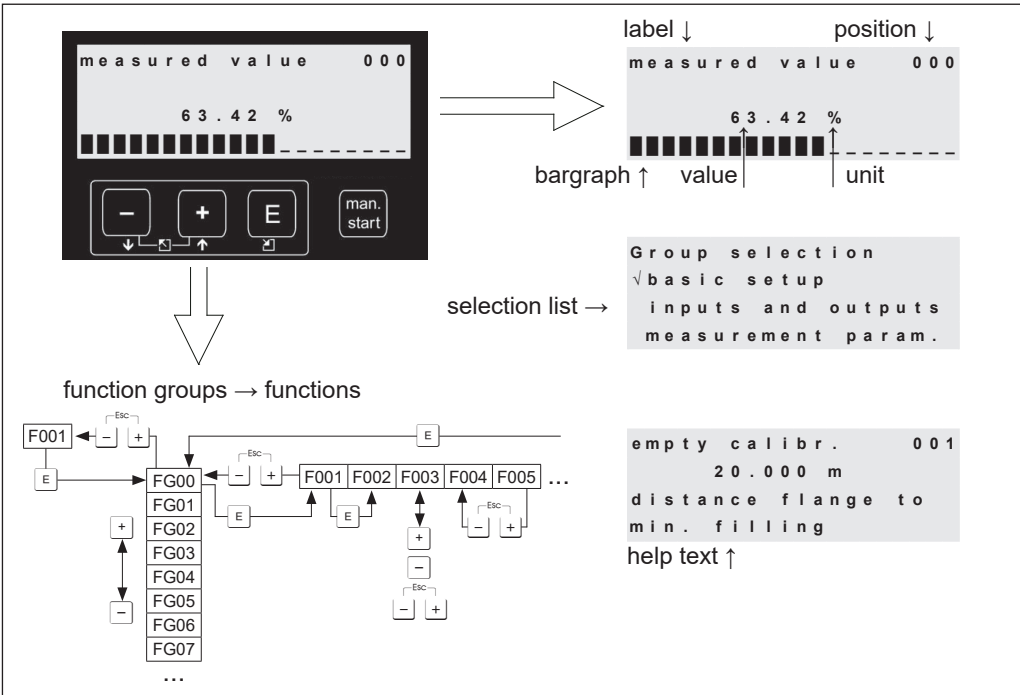 measured value 000
63.42 %
– + E
man.
start
label ↓ position ↓
measured value 000
63.42 %
bargraph ↑ value unit
Group selection
√basic setup
inputs and outputs
measurement param.
selection list →
function groups → functions
Esc
F001 – +
E
E
FG00
FG01
FG02
FG03
FG04
FG05
FG06
FG07
...
+
–
Esc
– +
E
F001 F002 F003 F004 F005 ...
E
+
–
Esc
– +
Esc
– +
empty calibr. 001
20.000 m
distance flange to
min. filling
help text ↑